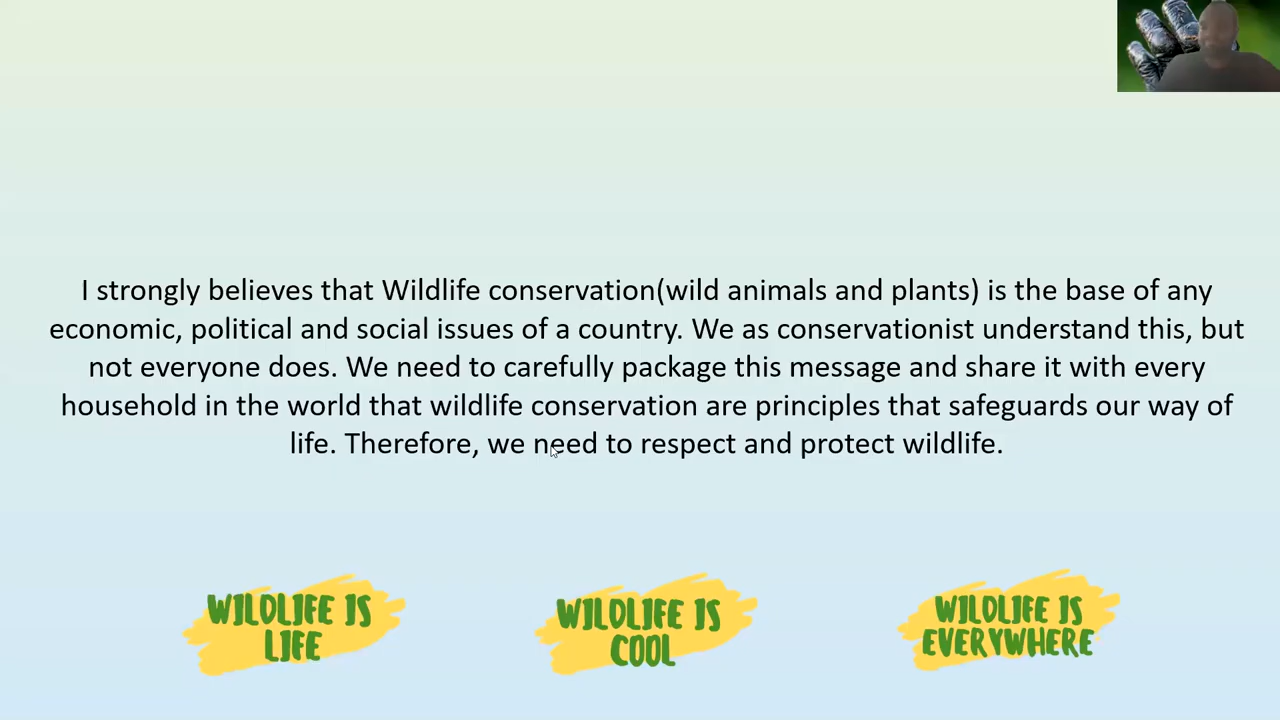 I strongly believes that Wildlife conservation(wild animals and plants) is the base of any
economic, political and social issues of a country. We as conservationist understand this, but
not everyone does. We need to carefully package this message and share it with every
household in the world that wildlife conservation are principles that safeguards our way of
life. Therefore, we need to respect and protect wildlife.
WILDLIFE IS
LIFE
WILDLIFE IS
COOL
WILDLIFE IS
EVERYWHERE